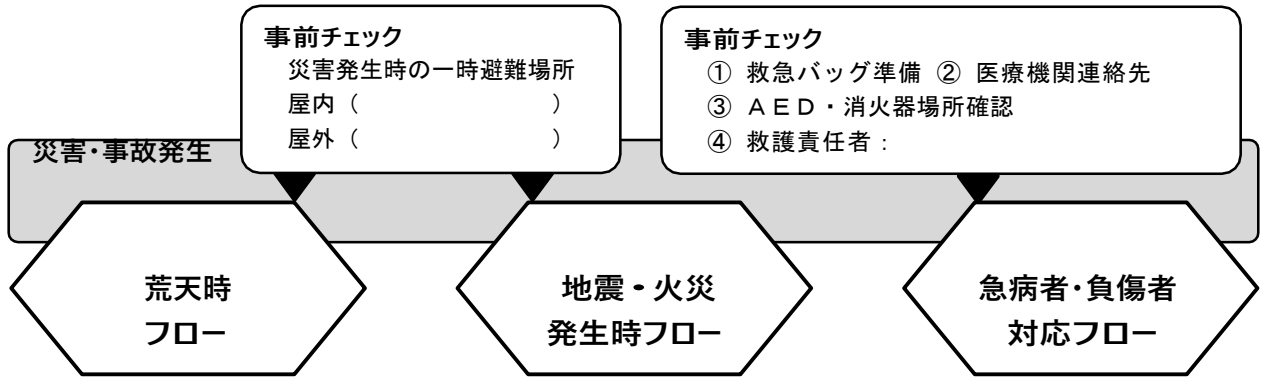 事前チェック
災害発生時の一時避難場所
屋内（　　　　　　　　）
屋外（　　　　　　　　）
事前チェック
① 救急バッグ準備 ② 医療機関連絡先
③ ＡＥＤ・消火器場所確認
④ 救護責任者：
災害・事故発生
荒天時
フロー
地震・火災
発生時フロー
急病者・負傷者
対応フロー